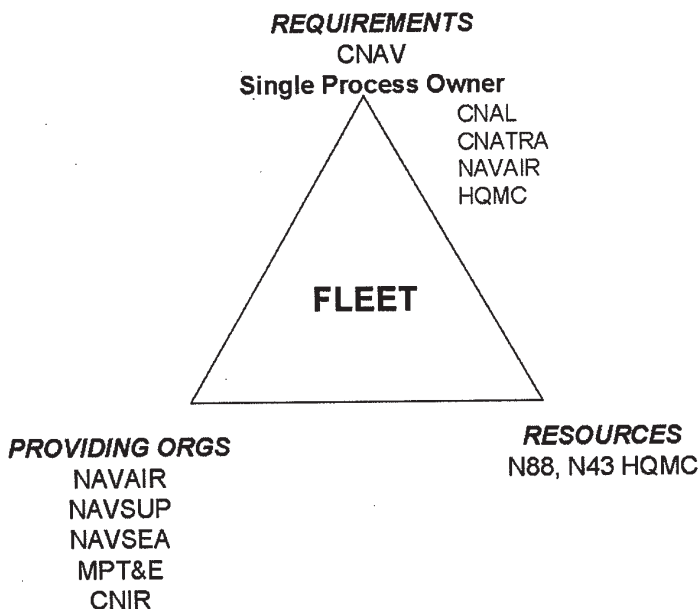 REQUIREMENTS
CNAV
Single Process Owner
CNAL
CNATRA
NAVAIR
HQMC
FLEET
PROVIDING ORGS
NAVAIR
NAVSUP
NAVSEA
MPT&E
CNIR
RESOURCES
N88, N43 HQMC